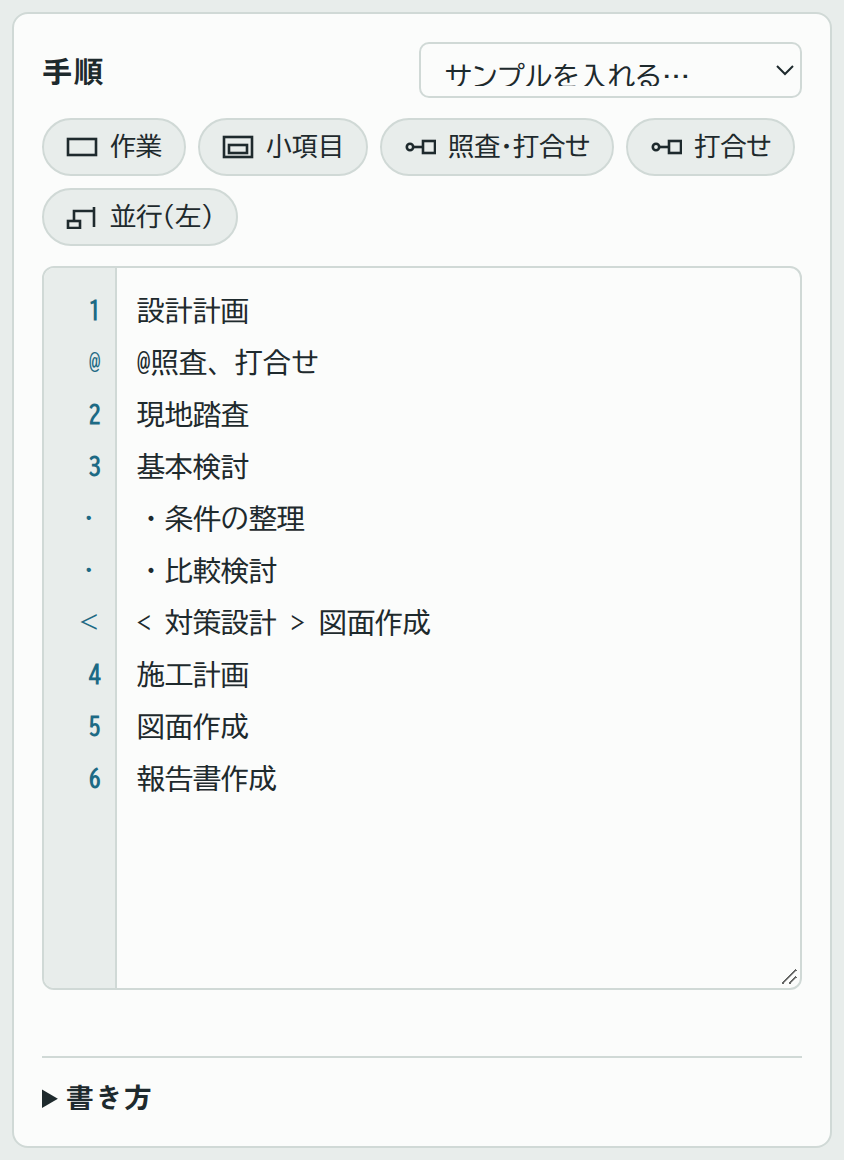 手順
サンプルを入れる…
作業
小項目
照査・打合せ
打合せ
並行(左)
1 設計計画
@ @照査、打合せ
2 現地踏査
3 基本検討
・ ・条件の整理
・ ・比較検討
< < 対策設計 > 図面作成
4 施工計画
5 図面作成
6 報告書作成
▶ 書き方